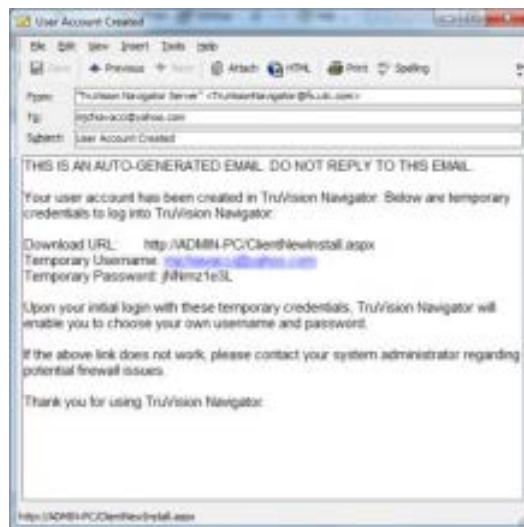 User Account Created
File Edit View Insert Tools Help
Previous Attach HTML Print Spelling
From: "TruVision Navigator Server"
To:
Subject: User Account Created
THIS IS AN AUTO-GENERATED EMAIL. DO NOT REPLY TO THIS EMAIL.
Your user account has been created in TruVision Navigator. Below are temporary
credentials to log into TruVision Navigator:
Download URL: http://ADMIN-PC/ClientNewInstall.aspx
Temporary Username:
Temporary Password:
Upon your initial login with these temporary credentials, TruVision Navigator will
enable you to choose your own username and password.
If the above link does not work, please contact your system administrator regarding
potential firewall issues.
Thank you for using TruVision Navigator.
http://ADMIN-PC/ClientNewInstall.aspx